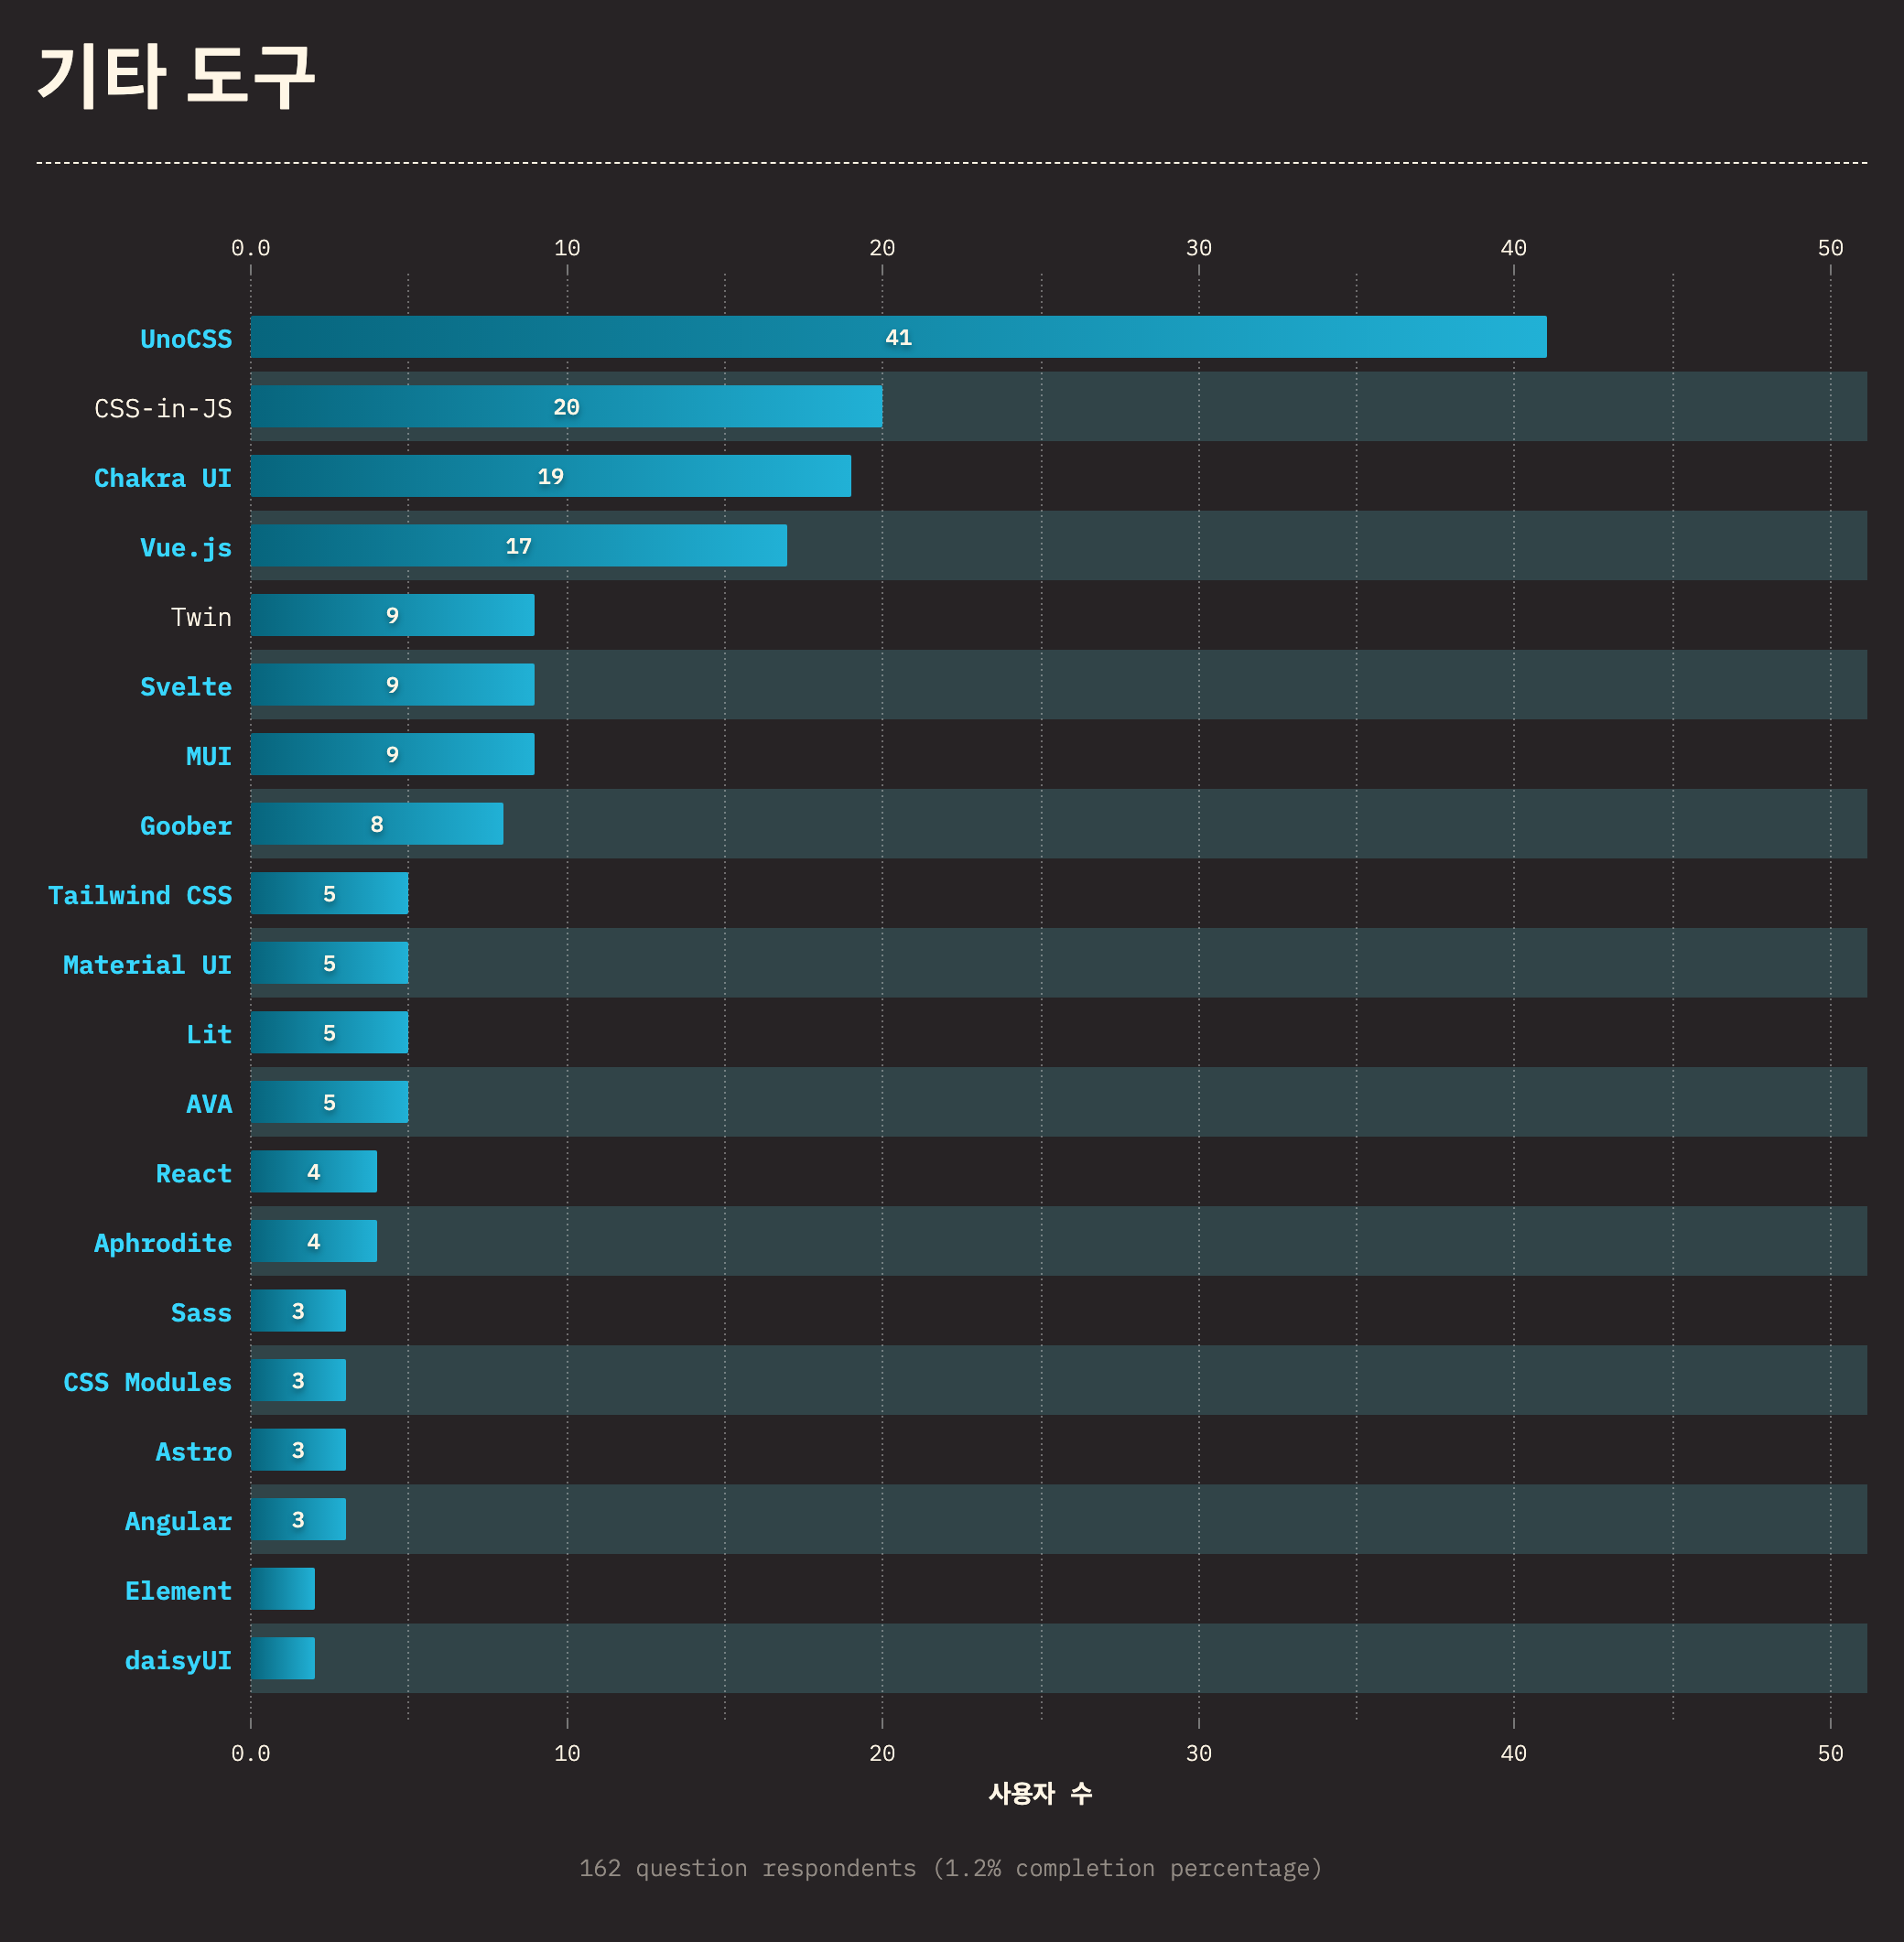 기타 도구
0.0 10 20 30 40 50
UnoCSS 41
CSS-in-JS 20
Chakra UI 19
Vue.js 17
Twin 9
Svelte 9
MUI 9
Goober 8
Tailwind CSS 5
Material UI 5
Lit 5
AVA 5
React 4
Aphrodite 4
Sass 3
CSS Modules 3
Astro 3
Angular 3
Element
daisyUI
0.0 10 20 30 40 50
사용자 수
162 question respondents (1.2% completion percentage)